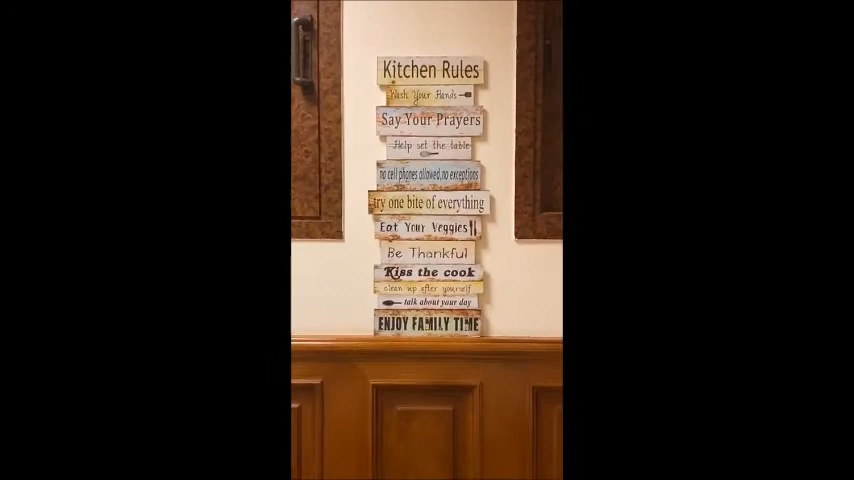 Kitchen Rules
Wash Your Hands
Say Your Prayers
Help set the table
no cell phones allowed,no exceptions
try one bite of everything
Eat Your Veggies
Be Thankful
Kiss the cook
clean up after yourself
talk about your day
ENJOY FAMILY TIME